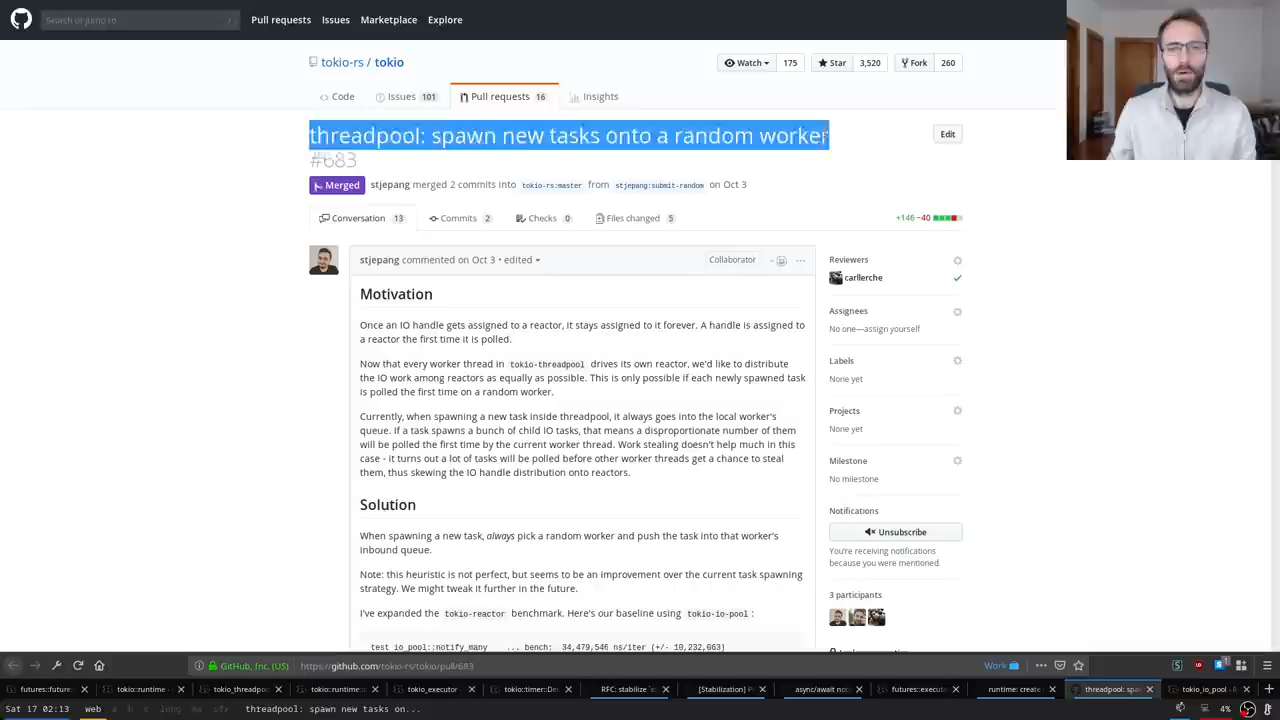 Search or jump to...
/
Pull requests Issues Marketplace Explore
tokio-rs / tokio
Watch 175 Star 3,520 Fork 260
Code Issues 101 Pull requests 16 Insights
threadpool: spawn new tasks onto a random worker
#683
Edit
Merged stjepang merged 2 commits into tokio-rs:master from stjepang:submit-random on Oct 3
Conversation 13 Commits 2 Checks 0 Files changed 5 +146 −40
stjepang commented on Oct 3 • edited Collaborator ...
Motivation
Once an IO handle gets assigned to a reactor, it stays assigned to it forever. A handle is assigned to
a reactor the first time it is polled.
Now that every worker thread in tokio-threadpool drives its own reactor, we'd like to distribute
the IO work among reactors as equally as possible. This is only possible if each newly spawned task
is polled the first time on a random worker.
Currently, when spawning a new task inside threadpool, it always goes into the local worker's
queue. If a task spawns a bunch of child IO tasks, that means a disproportionate number of them
will be polled the first time by the current worker thread. Work stealing doesn't help much in this
case - it turns out a lot of tasks will be polled before other worker threads get a chance to steal
them, thus skewing the IO handle distribution onto reactors.
Solution
When spawning a new task, always pick a random worker and push the task into that worker's
inbound queue.
Note: this heuristic is not perfect, but seems to be an improvement over the current task spawning
strategy. We might tweak it further in the future.
I've expanded the tokio-reactor benchmark. Here's our baseline using tokio-io-pool :
test io_pool::notify_many ... bench: 34,479,546 ns/iter (+/- 10,232,063)
Reviewers
carllerche
Assignees
No one—assign yourself
Labels
None yet
Projects
None yet
Milestone
No milestone
Notifications
Unsubscribe
You're receiving notifications
because you were mentioned.
3 participants
GitHub, Inc. (US) https://github.com/tokio-rs/tokio/pull/683 Work
futures::future: tokio::runtime tokio_threadpoo tokio::runtime:: tokio_executor tokio::timer::De RFC: stabilize `s [Stabilization] P async/await no futures::execut runtime: create threadpool: spa tokio_io_pool - R
Sat 17 02:13 web threadpool: spawn new tasks on... 4%